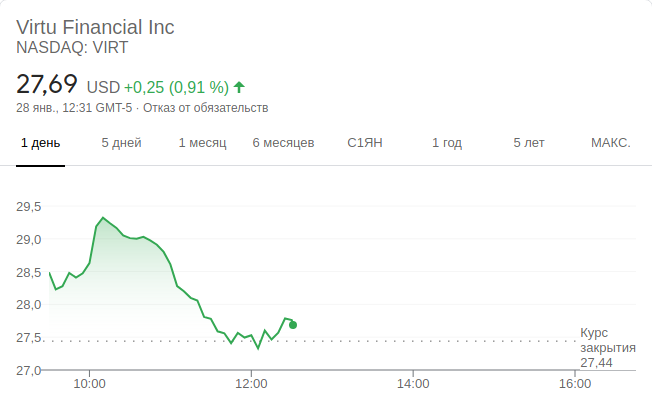 Virtu Financial Inc
NASDAQ: VIRT
27,69 USD +0,25 (0,91 %)
28 янв., 12:31 GMT-5 · Отказ от обязательств
1 день 5 дней 1 месяц 6 месяцев С1ЯН 1 год 5 лет МАКС.
29,5
29,0
28,5
28,0
27,5
27,0
Курс
закрытия
27,44
10:00 12:00 14:00 16:00